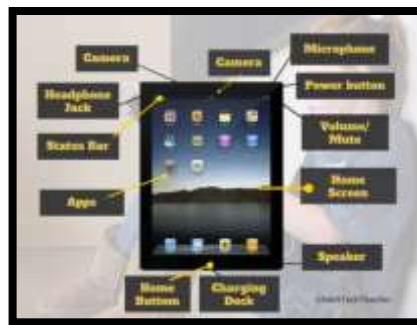 Camera
Camera
Microphone
Power button
Headphone
Jack
Volume/
Mute
Status Bar
Home
Screen
Apps
Speaker
Home
Button
Charging
Dock